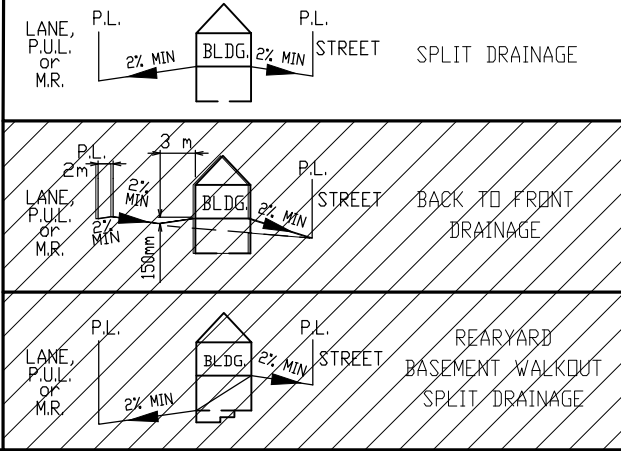 P.L.
P.L.
LANE,
P.U.L.
or
M.R.
2% MIN
BLDG.
2% MIN
STREET
SPLIT DRAINAGE
3 m
P.L.
2m
P.L.
LANE,
P.U.L.
or
M.R.
2%
MIN
2%
MIN
150mm
BLDG.
2% MIN
STREET
BACK TO FRONT
DRAINAGE
P.L.
P.L.
LANE,
P.U.L.
or
M.R.
2% MIN
BLDG.
2% MIN
STREET
REARYARD
BASEMENT WALKOUT
SPLIT DRAINAGE